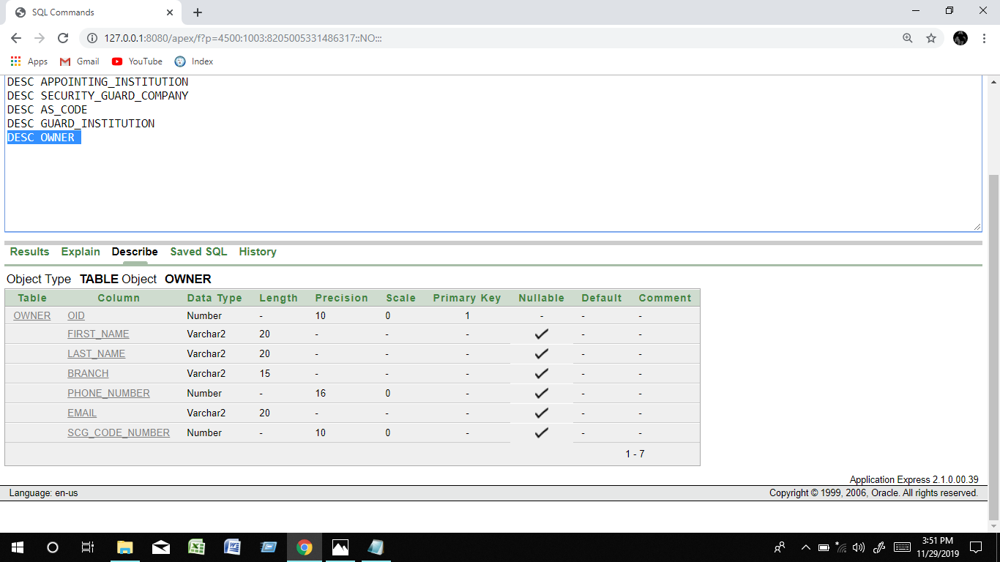 SQL Commands
127.0.0.1:8080/apex/f?p=4500:1003:8205005331486317::NO:::
Apps Gmail YouTube Index
DESC APPOINTING_INSTITUTION
DESC SECURITY_GUARD_COMPANY
DESC AS_CODE
DESC GUARD_INSTITUTION
DESC OWNER
Results Explain Describe Saved SQL History
Object Type TABLE Object OWNER
Table Column Data Type Length Precision Scale Primary Key Nullable Default Comment
OWNER OID Number - 10 0 1 - - -
FIRST_NAME Varchar2 20 - - - ✓ - -
LAST_NAME Varchar2 20 - - - ✓ - -
BRANCH Varchar2 15 - - - ✓ - -
PHONE_NUMBER Number - 16 0 - ✓ - -
EMAIL Varchar2 20 - - - ✓ - -
SCG_CODE_NUMBER Number - 10 0 - ✓ - -
1 - 7
Application Express 2.1.0.00.39
Language: en-us Copyright © 1999, 2006, Oracle. All rights reserved.
3:51 PM
11/29/2019